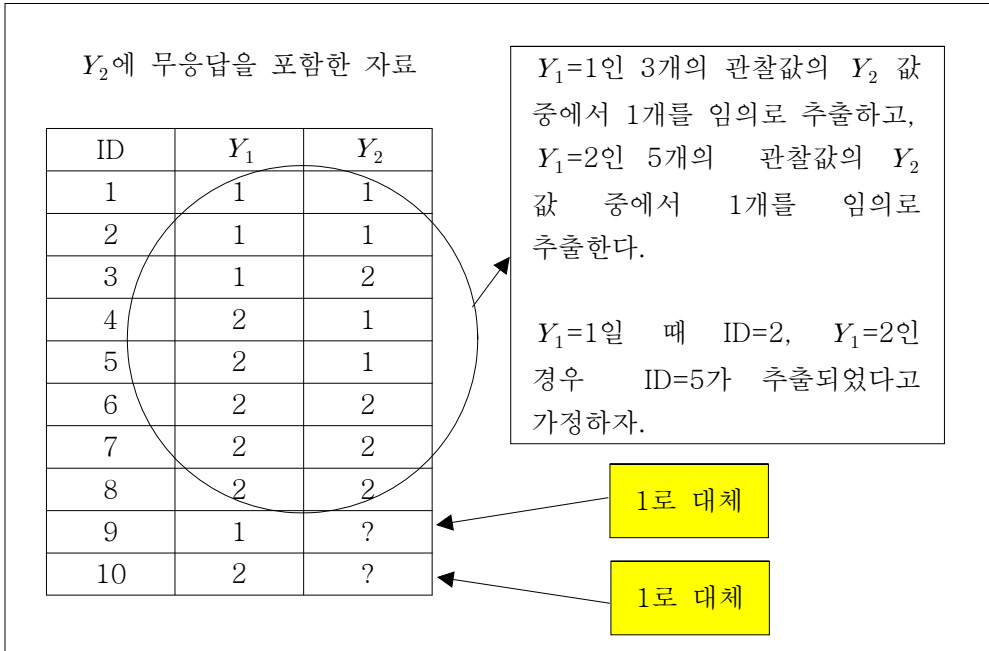 Y₂에 무응답을 포함한 자료
ID Y₁ Y₂
1 1 1
2 1 1
3 1 2
4 2 1
5 2 1
6 2 2
7 2 2
8 2 2
9 1 ?
10 2 ?
Y₁=1인 3개의 관찰값의 Y₂ 값
중에서 1개를 임의로 추출하고,
Y₁=2인 5개의 관찰값의 Y₂
값 중에서 1개를 임의로
추출한다.
Y₁=1일 때 ID=2, Y₁=2인
경우 ID=5가 추출되었다고
가정하자.
1로 대체
1로 대체